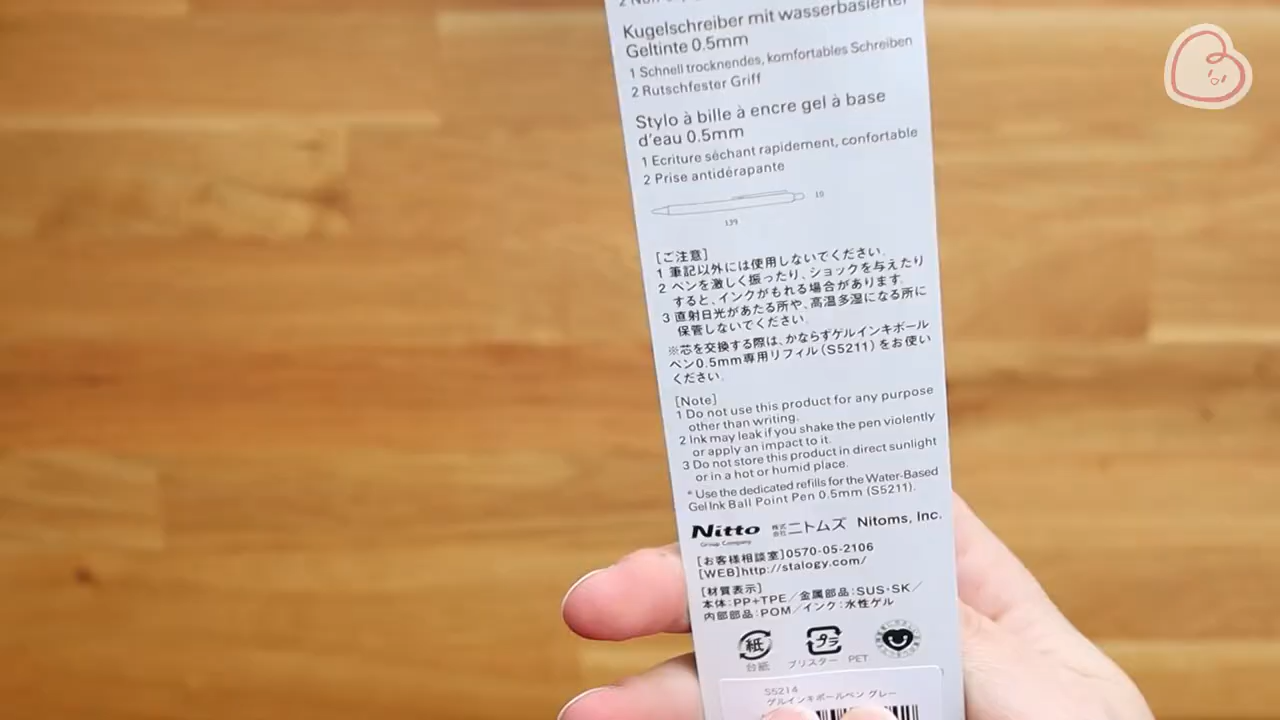 Kugelschreiber mit wasserbasierter
Geltinte 0.5mm
1 Schnell trocknendes, komfortables Schreiben
2 Rutschfester Griff
Stylo à bille à encre gel à base
d'eau 0.5mm
1 Ecriture séchant rapidement, confortable
2 Prise antidérapante
10
139
[ご注意]
1 筆記以外には使用しないでください。
2 ペンを激しく振ったり、ショックを与えたり
すると、インクがもれる場合があります。
3 直射日光があたる所や、高温多湿になる所に
保管しないでください。
※芯を交換する際は、かならずゲルインキボール
ペン0.5mm専用リフィル(S5211)をお使い
ください。
[Note]
1 Do not use this product for any purpose
other than writing.
2 Ink may leak if you shake the pen violently
or apply an impact to it.
3 Do not store this product in direct sunlight
or in a hot or humid place.
* Use the dedicated refills for the Water-Based
Gel Ink Ball Point Pen 0.5mm (S5211).
Nitto 株式会社ニトムズ Nitoms, Inc.
Group Company
[お客様相談室]0570-05-2106
[WEB]http://stalogy.com/
[材質表示]
本体:PP+TPE/金属部品:SUS・SK/
内部部品:POM/インク:水性ゲル
紙 プラ
台紙 ブリスター PET
S5214
ゲルインキボールペン グレー